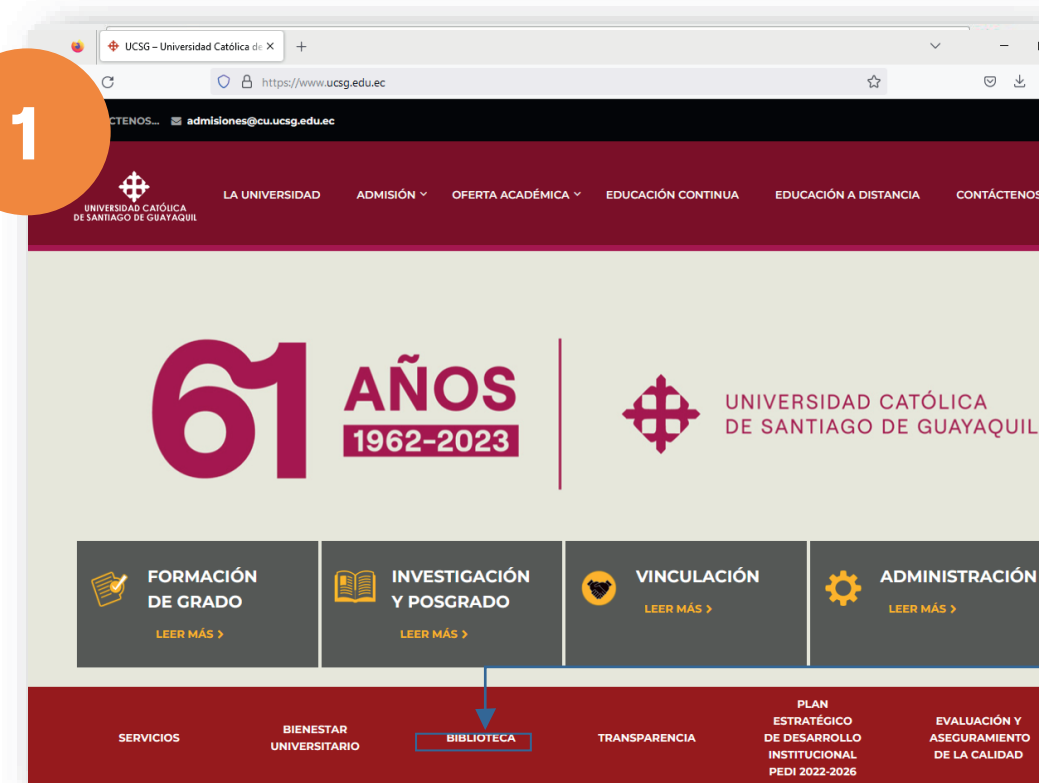 UCSG – Universidad Católica de
https://www.ucsg.edu.ec
1
CTENOS... admisiones@cu.ucsg.edu.ec
UNIVERSIDAD CATÓLICA
DE SANTIAGO DE GUAYAQUIL
LA UNIVERSIDAD ADMISIÓN OFERTA ACADÉMICA EDUCACIÓN CONTINUA EDUCACIÓN A DISTANCIA CONTÁCTENOS
61 AÑOS
1962-2023
UNIVERSIDAD CATÓLICA
DE SANTIAGO DE GUAYAQUIL
FORMACIÓN
DE GRADO
LEER MÁS >
INVESTIGACIÓN
Y POSGRADO
LEER MÁS >
VINCULACIÓN
LEER MÁS >
ADMINISTRACIÓN
LEER MÁS >
SERVICIOS
BIENESTAR
UNIVERSITARIO
BIBLIOTECA
TRANSPARENCIA
PLAN
ESTRATÉGICO
DE DESARROLLO
INSTITUCIONAL
PEDI 2022-2026
EVALUACIÓN Y
ASEGURAMIENTO
DE LA CALIDAD